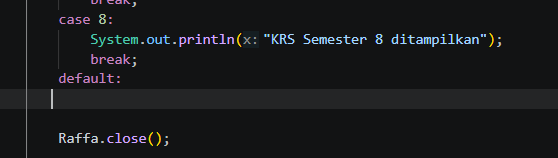 break;
case 8:
System.out.println(x: "KRS Semester 8 ditampilkan");
break;
default:
Raffa.close();